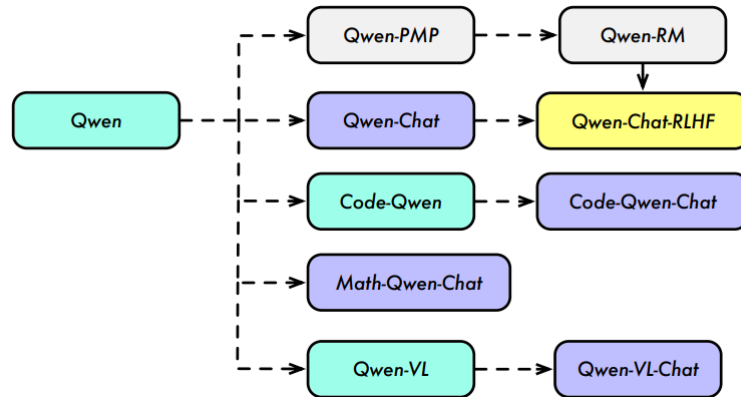 Qwen-PMP
Qwen-RM
Qwen
Qwen-Chat
Qwen-Chat-RLHF
Code-Qwen
Code-Qwen-Chat
Math-Qwen-Chat
Qwen-VL
Qwen-VL-Chat